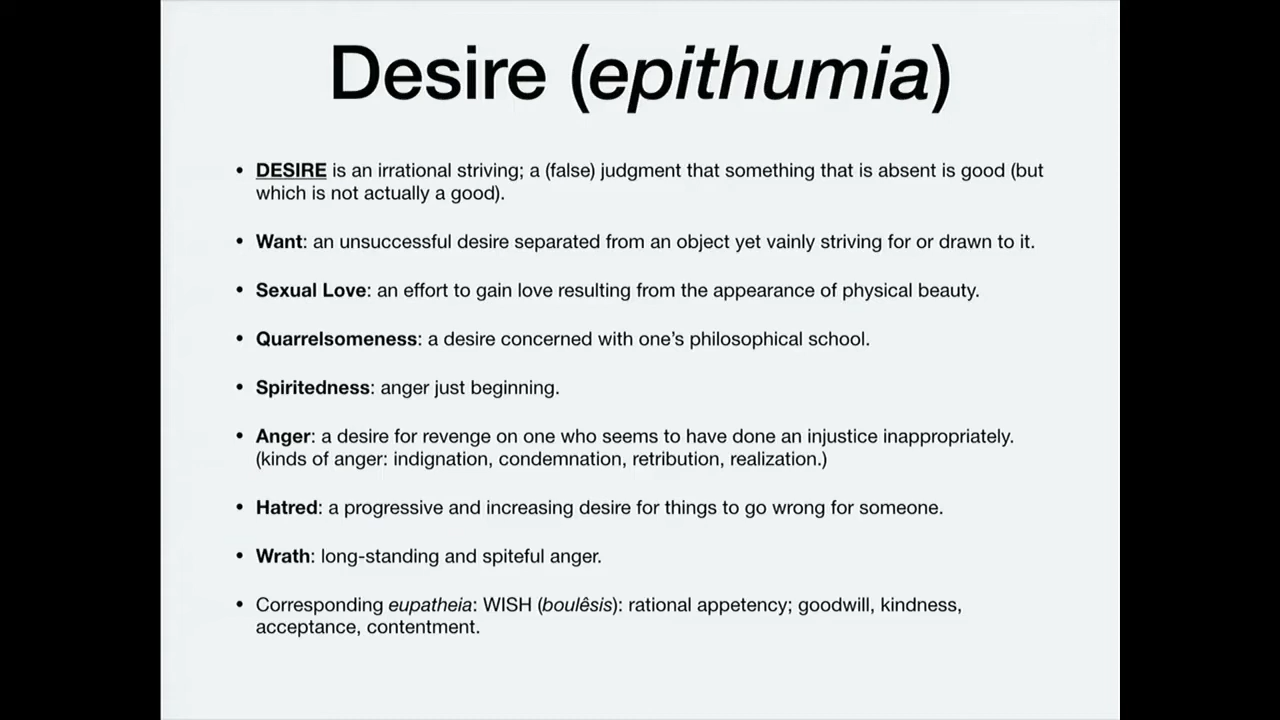 Desire (epithumia)
• DESIRE is an irrational striving; a (false) judgment that something that is absent is good (but
which is not actually a good).
• Want: an unsuccessful desire separated from an object yet vainly striving for or drawn to it.
• Sexual Love: an effort to gain love resulting from the appearance of physical beauty.
• Quarrelsomeness: a desire concerned with one’s philosophical school.
• Spiritedness: anger just beginning.
• Anger: a desire for revenge on one who seems to have done an injustice inappropriately.
(kinds of anger: indignation, condemnation, retribution, realization.)
• Hatred: a progressive and increasing desire for things to go wrong for someone.
• Wrath: long-standing and spiteful anger.
• Corresponding eupatheia: WISH (boulêsis): rational appetency; goodwill, kindness,
acceptance, contentment.